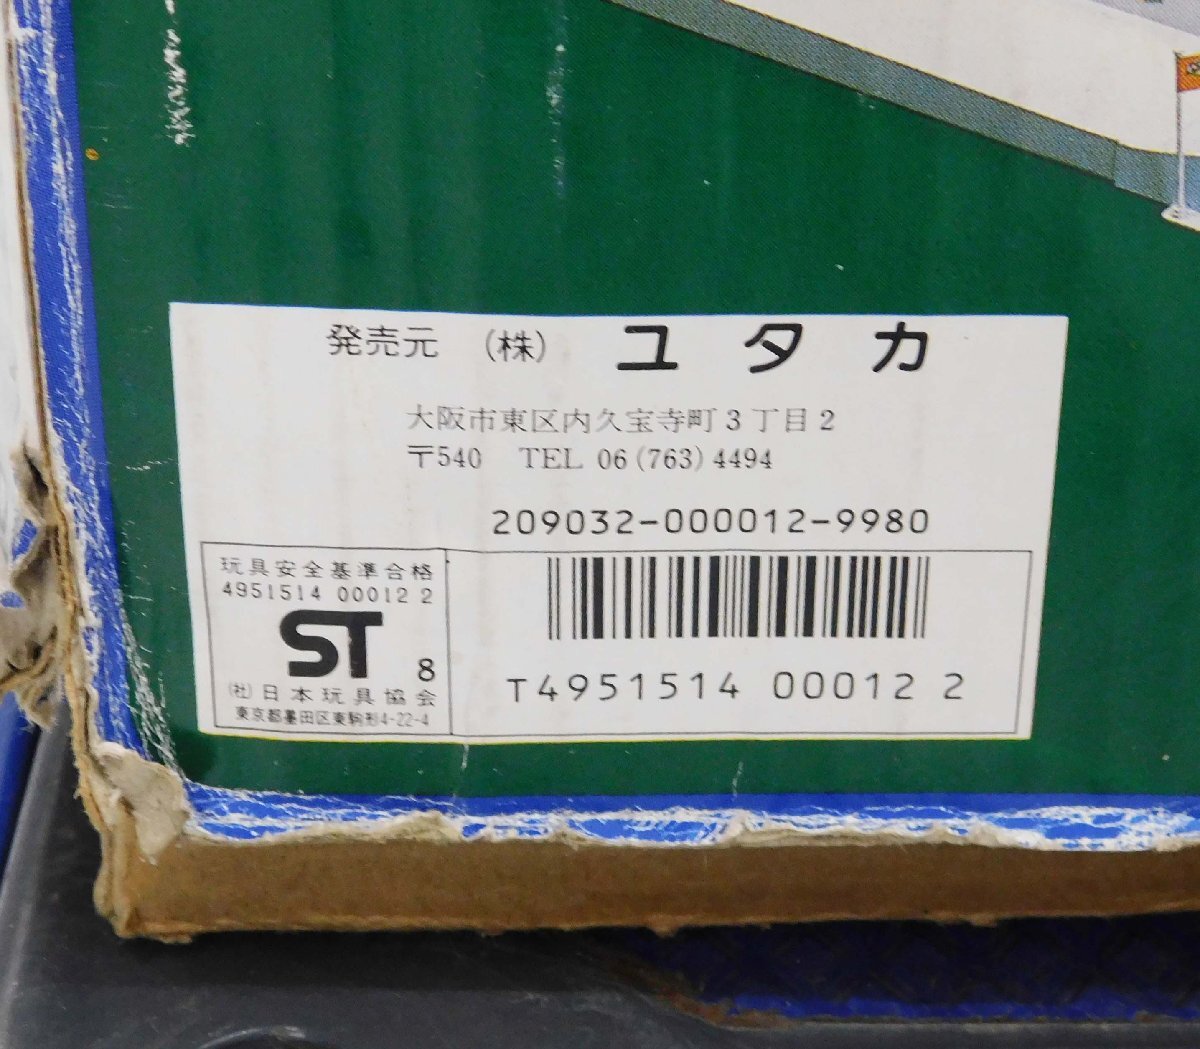 発売元 (株) ユタカ
大阪市東区内久宝寺町3丁目2
〒540 TEL 06(763)4494
209032-000012-9980
玩具安全基準合格
4951514 00012 2
ST 8
(社)日本玩具協会
東京都墨田区東駒形4-22-4
T4951514 00012 2